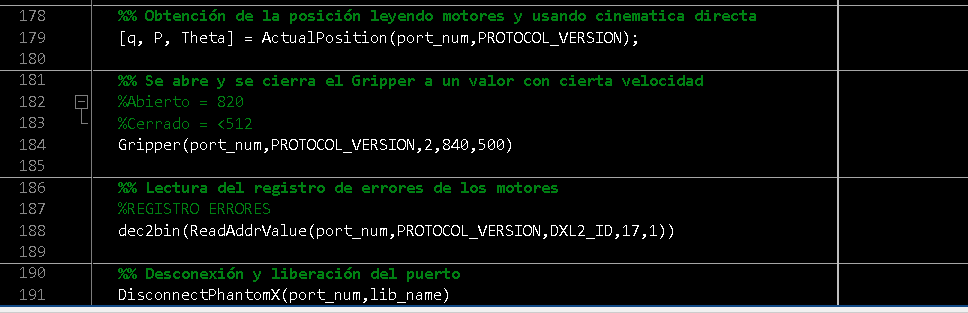 178 %% Obtención de la posición leyendo motores y usando cinematica directa
179 [q, P, Theta] = ActualPosition(port_num,PROTOCOL_VERSION);
180
181 %% Se abre y se cierra el Gripper a un valor con cierta velocidad
182 %Abierto = 820
183 %Cerrado = <512
184 Gripper(port_num,PROTOCOL_VERSION,2,840,500)
185
186 %% Lectura del registro de errores de los motores
187 %REGISTRO ERRORES
188 dec2bin(ReadAddrValue(port_num,PROTOCOL_VERSION,DXL2_ID,17,1))
189
190 %% Desconexión y liberación del puerto
191 DisconnectPhantomX(port_num,lib_name)